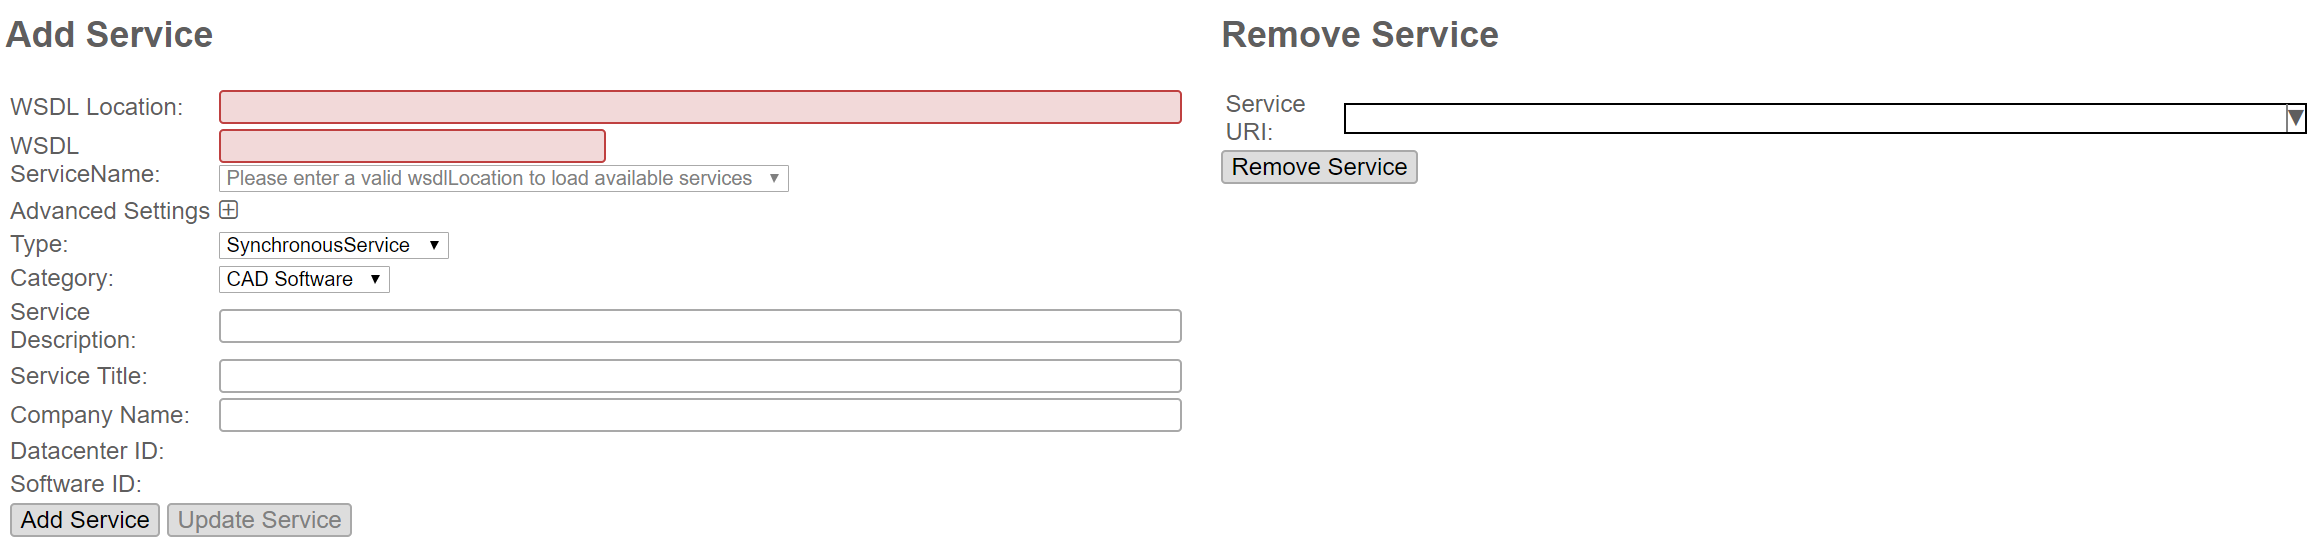 Add Service
WSDL Location:
WSDL
ServiceName:
Please enter a valid wsdlLocation to load available services
Advanced Settings
Type:
SynchronousService
Category:
CAD Software
Service
Description:
Service Title:
Company Name:
Datacenter ID:
Software ID:
Add Service
Update Service
Remove Service
Service
URI:
Remove Service